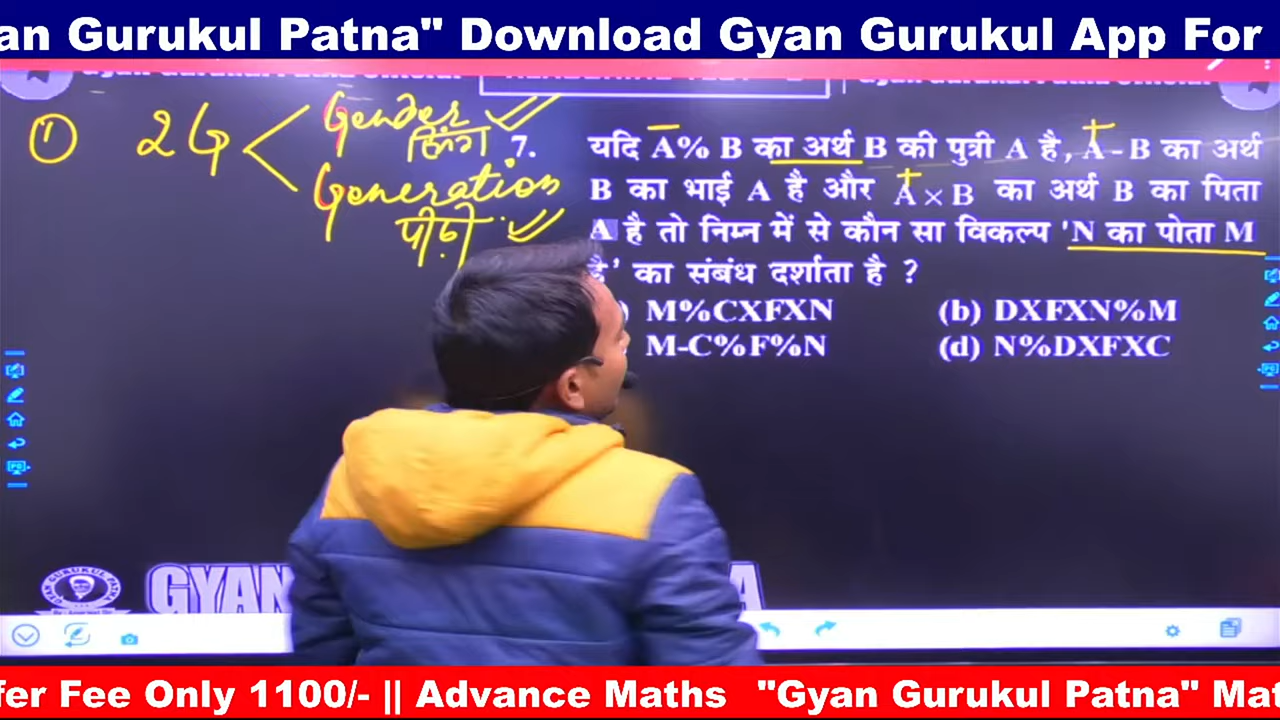 an Gurukul Patna" Download Gyan Gurukul App For
① 2G
Gender
लिंग
Generation
पीढ़ी
7. यदि A% B का अर्थ B की पुत्री A है, A-B का अर्थ
B का भाई A है और A×B का अर्थ B का पिता
A है तो निम्न में से कौन सा विकल्प 'N का पोता M
है' का संबंध दर्शाता है ?
M%CXFXN (b) DXFXN%M
M-C%F%N (d) N%DXFXC
GYAN
fer Fee Only 1100/- || Advance Maths "Gyan Gurukul Patna" Mat